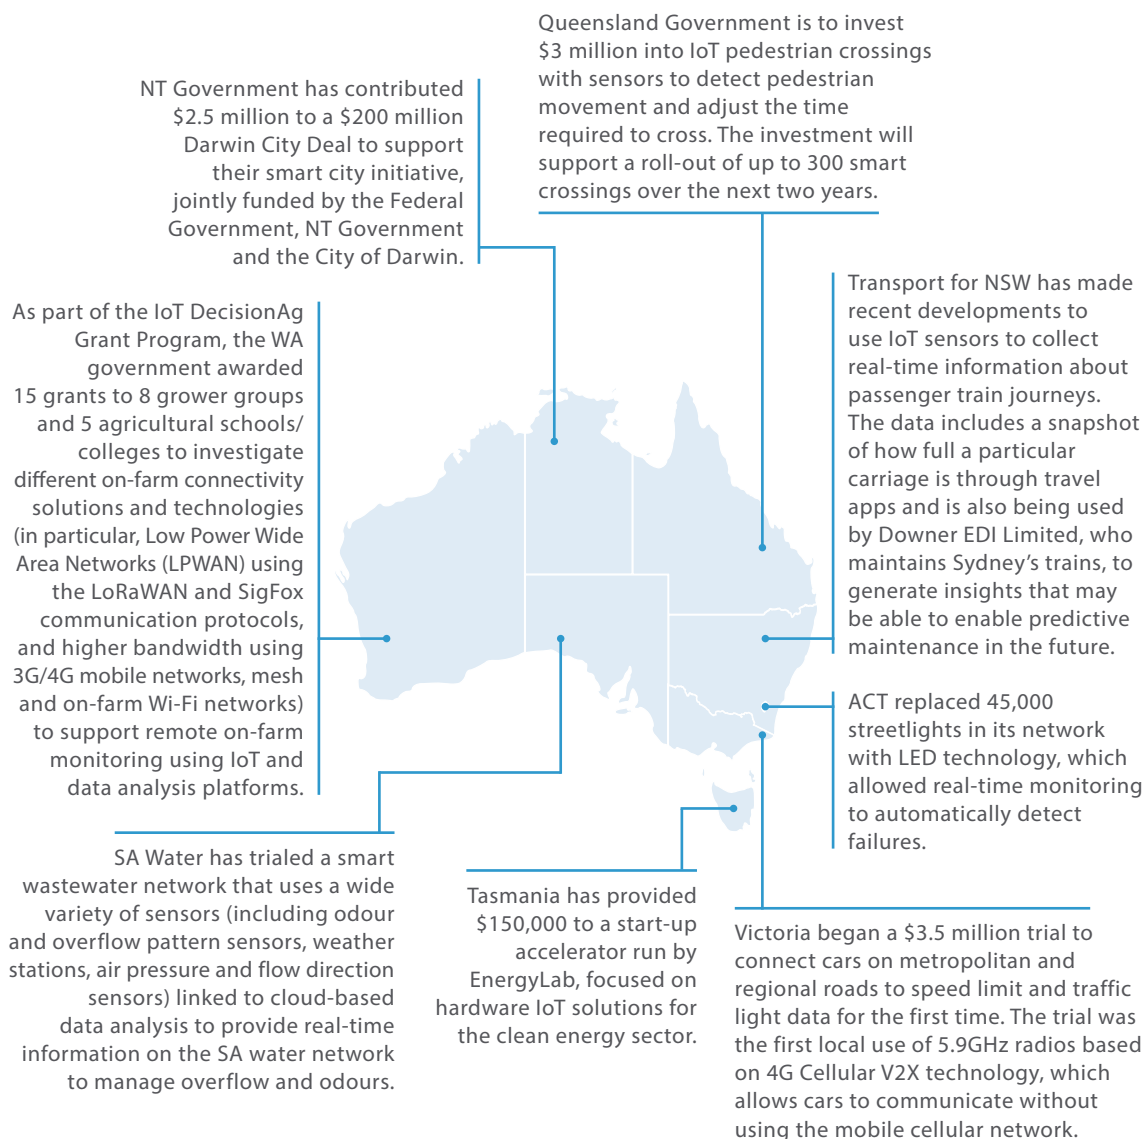 Queensland Government is to invest
$3 million into IoT pedestrian crossings
with sensors to detect pedestrian
movement and adjust the time
required to cross. The investment will
support a roll-out of up to 300 smart
crossings over the next two years.
NT Government has contributed
$2.5 million to a $200 million
Darwin City Deal to support
their smart city initiative,
jointly funded by the Federal
Government, NT Government
and the City of Darwin.
Transport for NSW has made
recent developments to
use IoT sensors to collect
real-time information about
passenger train journeys.
The data includes a snapshot
of how full a particular
carriage is through travel
apps and is also being used
by Downer EDI Limited, who
maintains Sydney’s trains, to
generate insights that may
be able to enable predictive
maintenance in the future.
As part of the IoT DecisionAg
Grant Program, the WA
government awarded
15 grants to 8 grower groups
and 5 agricultural schools/
colleges to investigate
different on-farm connectivity
solutions and technologies
(in particular, Low Power Wide
Area Networks (LPWAN) using
the LoRaWAN and SigFox
communication protocols,
and higher bandwidth using
3G/4G mobile networks, mesh
and on-farm Wi-Fi networks)
to support remote on-farm
monitoring using IoT and
data analysis platforms.
ACT replaced 45,000
streetlights in its network
with LED technology, which
allowed real-time monitoring
to automatically detect
failures.
SA Water has trialed a smart
wastewater network that uses a wide
variety of sensors (including odour
and overflow pattern sensors, weather
stations, air pressure and flow direction
sensors) linked to cloud-based
data analysis to provide real-time
information on the SA water network
to manage overflow and odours.
Tasmania has provided
$150,000 to a start-up
accelerator run by
EnergyLab, focused on
hardware IoT solutions for
the clean energy sector.
Victoria began a $3.5 million trial to
connect cars on metropolitan and
regional roads to speed limit and traffic
light data for the first time. The trial was
the first local use of 5.9GHz radios based
on 4G Cellular V2X technology, which
allows cars to communicate without
using the mobile cellular network.